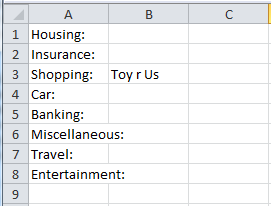 A B C
1 Housing:
2 Insurance:
3 Shopping: Toy r Us
4 Car:
5 Banking:
6 Miscellaneous:
7 Travel:
8 Entertainment:
9